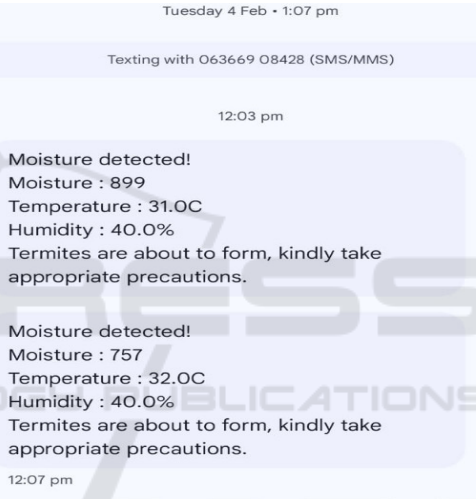 Tuesday 4 Feb • 1:07 pm
Texting with 063669 08428 (SMS/MMS)
12:03 pm
Moisture detected!
Moisture : 899
Temperature : 31.0C
Humidity : 40.0%
Termites are about to form, kindly take
appropriate precautions.
Moisture detected!
Moisture : 757
Temperature : 32.0C
Humidity : 40.0%
Termites are about to form, kindly take
appropriate precautions.
12:07 pm
PRESS
PUBLICATIONS